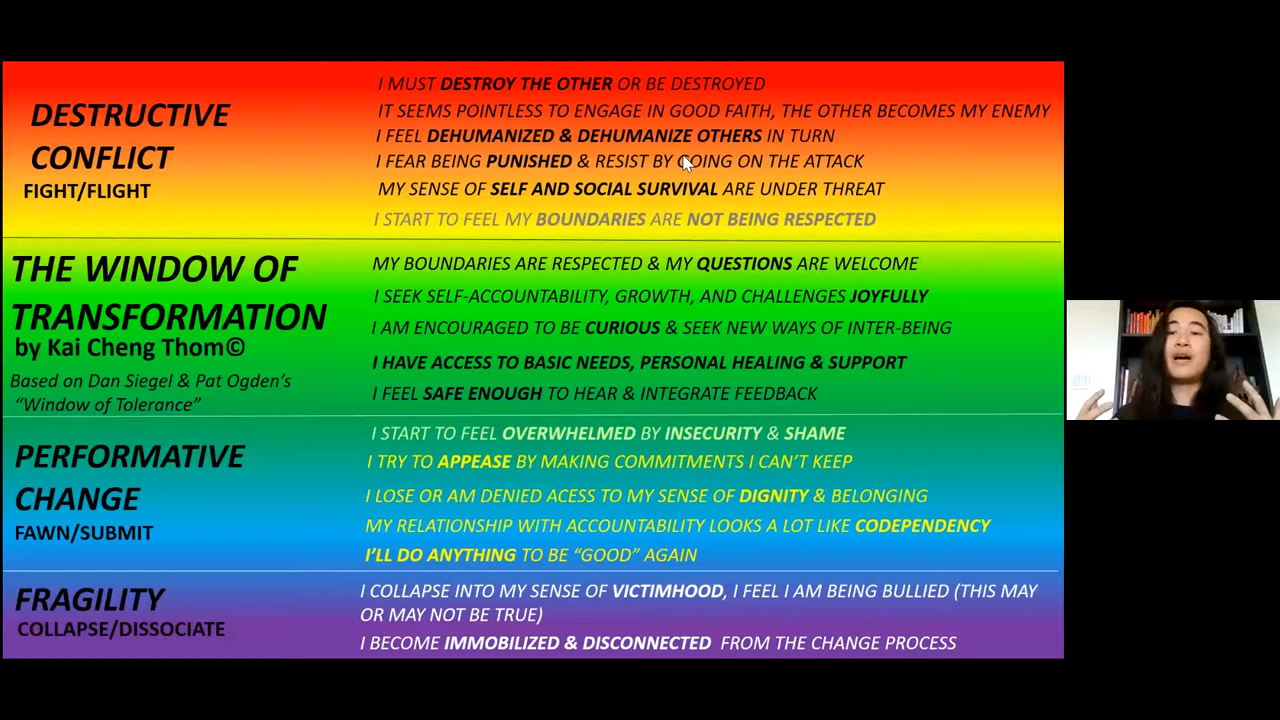 DESTRUCTIVE
CONFLICT
FIGHT/FLIGHT
I MUST DESTROY THE OTHER OR BE DESTROYED
IT SEEMS POINTLESS TO ENGAGE IN GOOD FAITH, THE OTHER BECOMES MY ENEMY
I FEEL DEHUMANIZED & DEHUMANIZE OTHERS IN TURN
I FEAR BEING PUNISHED & RESIST BY GOING ON THE ATTACK
MY SENSE OF SELF AND SOCIAL SURVIVAL ARE UNDER THREAT
I START TO FEEL MY BOUNDARIES ARE NOT BEING RESPECTED
THE WINDOW OF
TRANSFORMATION
by Kai Cheng Thom©
Based on Dan Siegel & Pat Ogden's
"Window of Tolerance"
MY BOUNDARIES ARE RESPECTED & MY QUESTIONS ARE WELCOME
I SEEK SELF-ACCOUNTABILITY, GROWTH, AND CHALLENGES JOYFULLY
I AM ENCOURAGED TO BE CURIOUS & SEEK NEW WAYS OF INTER-BEING
I HAVE ACCESS TO BASIC NEEDS, PERSONAL HEALING & SUPPORT
I FEEL SAFE ENOUGH TO HEAR & INTEGRATE FEEDBACK
PERFORMATIVE
CHANGE
FAWN/SUBMIT
I START TO FEEL OVERWHELMED BY INSECURITY & SHAME
I TRY TO APPEASE BY MAKING COMMITMENTS I CAN'T KEEP
I LOSE OR AM DENIED ACESS TO MY SENSE OF DIGNITY & BELONGING
MY RELATIONSHIP WITH ACCOUNTABILITY LOOKS A LOT LIKE CODEPENDENCY
I'LL DO ANYTHING TO BE "GOOD" AGAIN
FRAGILITY
COLLAPSE/DISSOCIATE
I COLLAPSE INTO MY SENSE OF VICTIMHOOD, I FEEL I AM BEING BULLIED (THIS MAY
OR MAY NOT BE TRUE)
I BECOME IMMOBILIZED & DISCONNECTED FROM THE CHANGE PROCESS